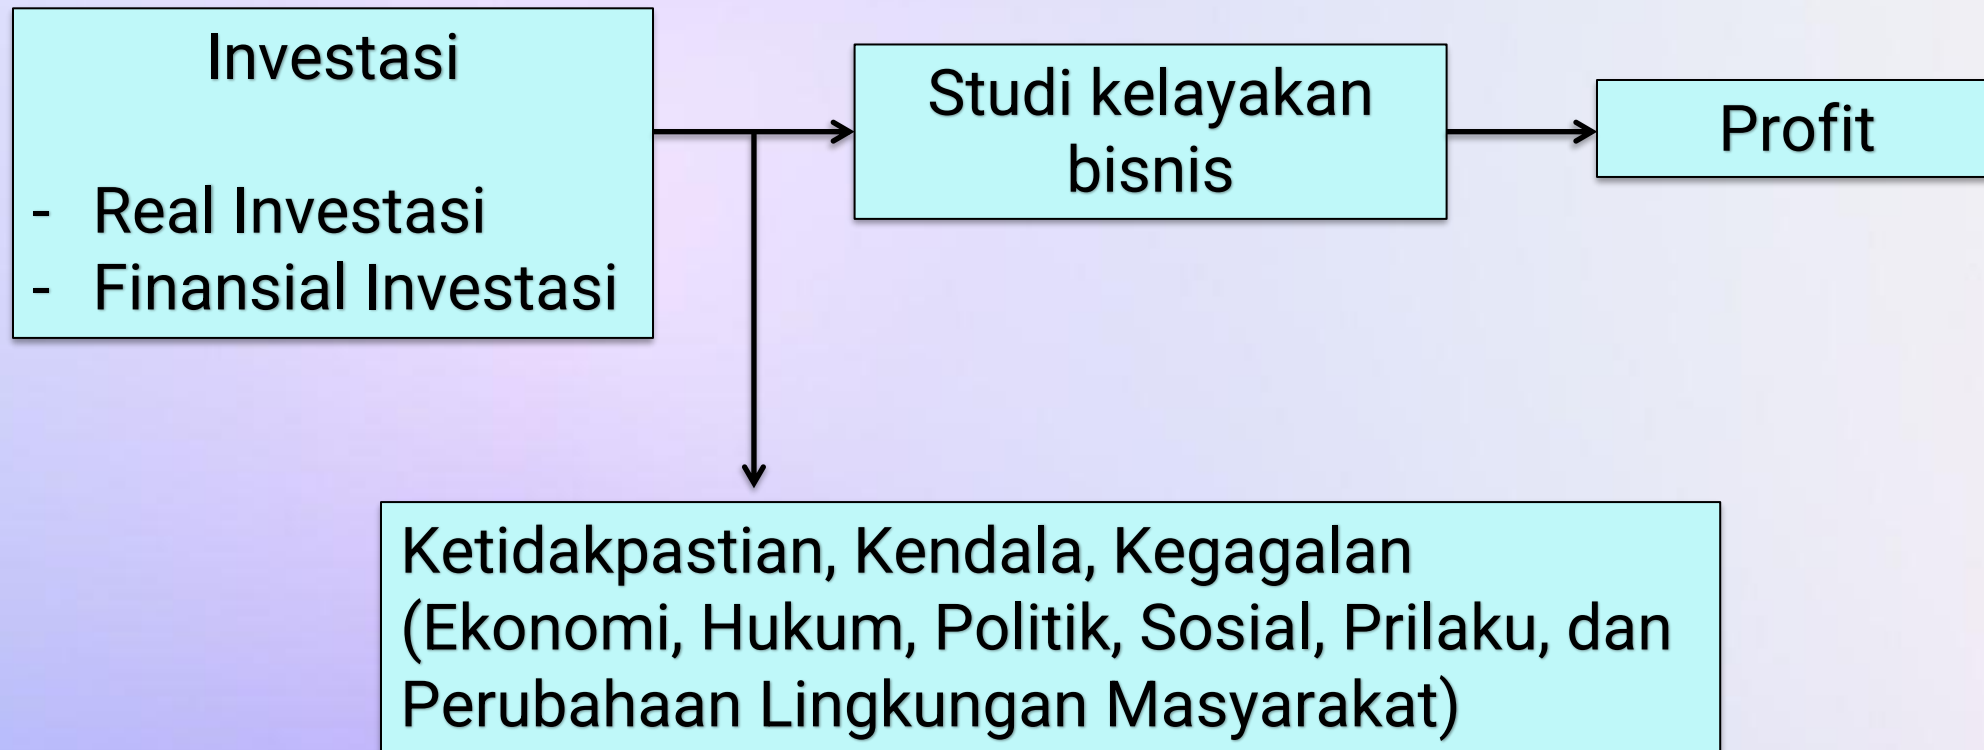 Investasi
- Real Investasi
- Finansial Investasi
Studi kelayakan
bisnis
Profit
Ketidakpastian, Kendala, Kegagalan
(Ekonomi, Hukum, Politik, Sosial, Prilaku, dan
Perubahaan Lingkungan Masyarakat)